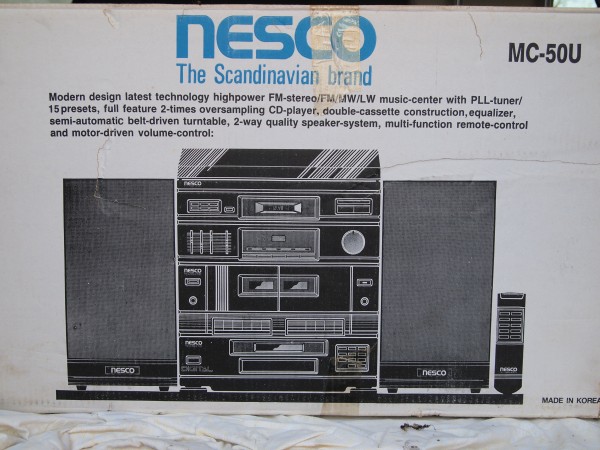 nesco
The Scandinavian brand
MC-50U
Modern design latest technology highpower FM-stereo/FM/MW/LW music-center with PLL-tuner/
15 presets, full feature 2-times oversampling CD-player, double-cassette construction, equalizer,
semi-automatic belt-driven turntable, 2-way quality speaker-system, multi-function remote-control
and motor-driven volume-control:
nesco
nesco
nesco
DIGITAL
nesco
nesco
MADE IN KOREA